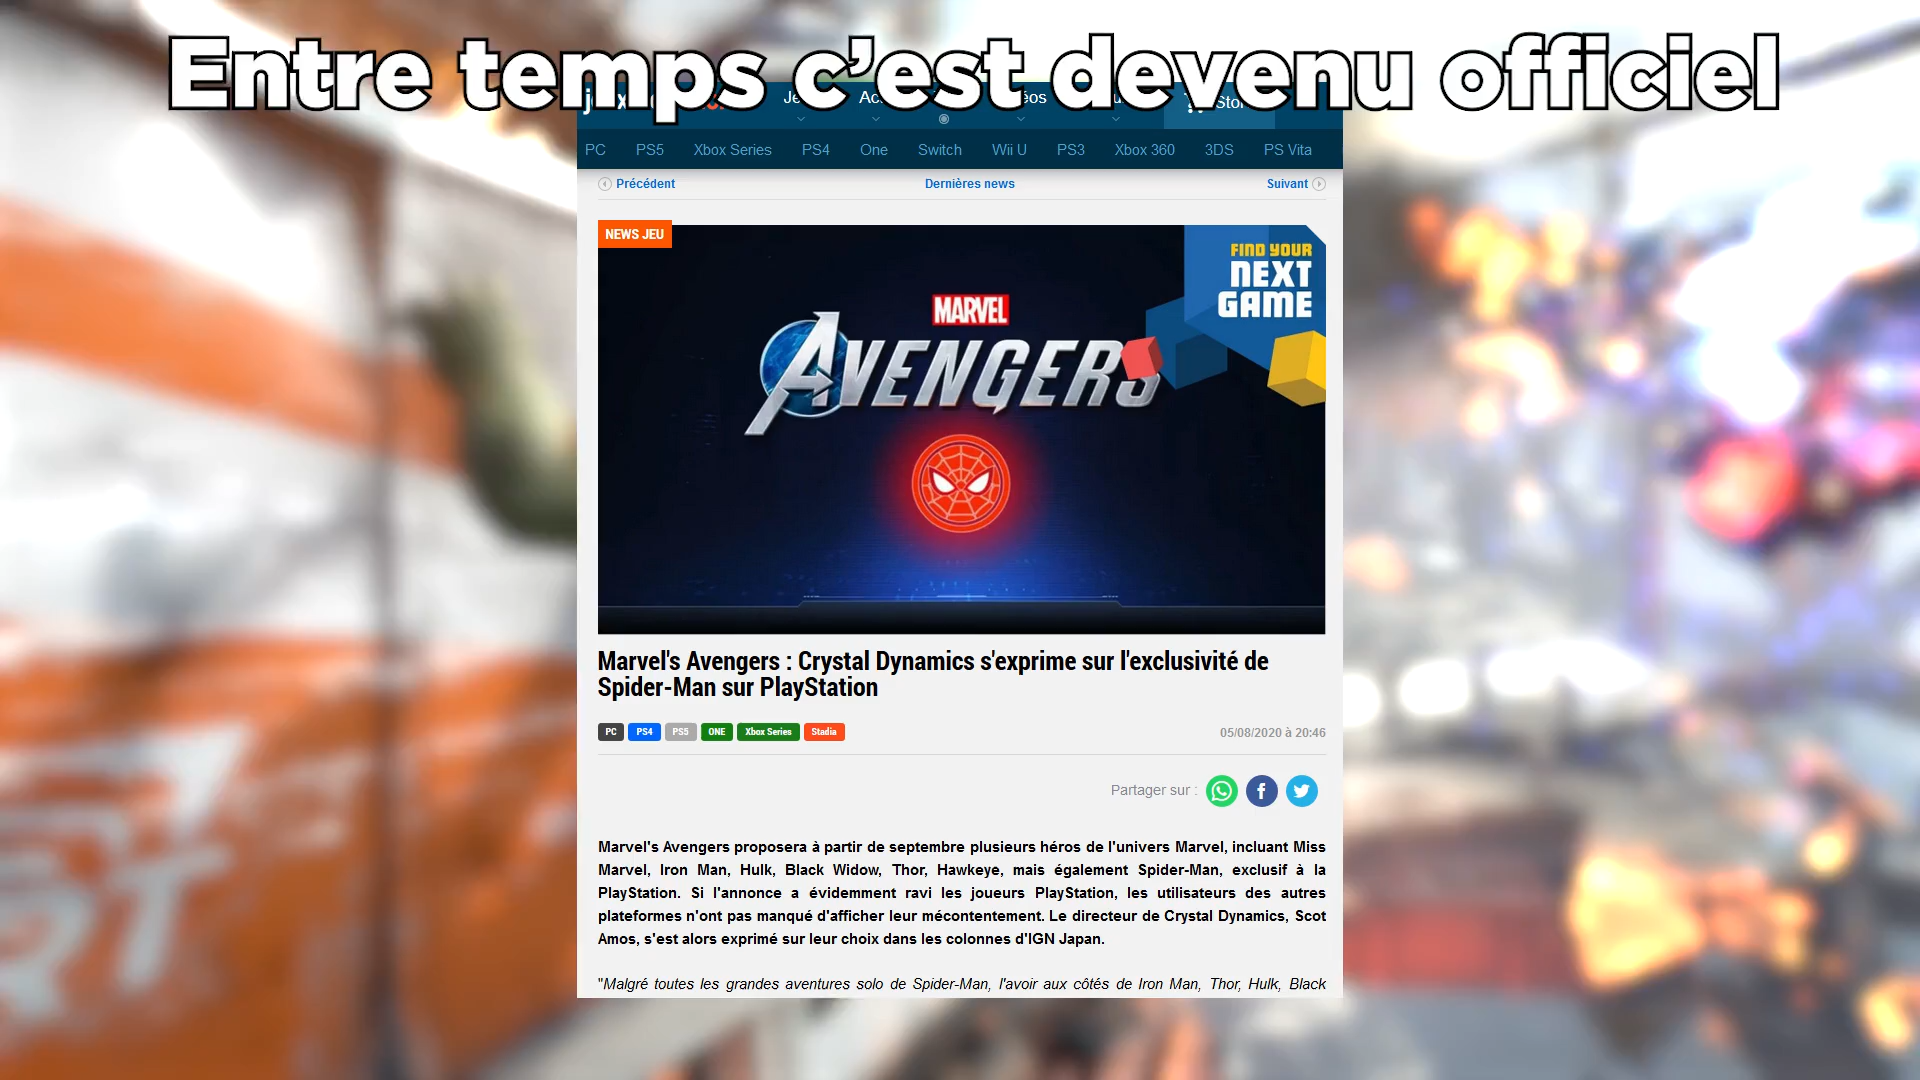 Entre temps c'est devenu officiel
PC PS5 Xbox Series PS4 One Switch Wii U PS3 Xbox 360 3DS PS Vita
Précédent Dernières news Suivant
NEWS JEU
FIND YOUR
NEXT
GAME
MARVEL
AVENGERS
Marvel's Avengers : Crystal Dynamics s'exprime sur l'exclusivité de
Spider-Man sur PlayStation
PC PS4 PS5 ONE Xbox Series Stadia 05/08/2020 à 20:46
Partager sur :
Marvel's Avengers proposera à partir de septembre plusieurs héros de l'univers Marvel, incluant Miss
Marvel, Iron Man, Hulk, Black Widow, Thor, Hawkeye, mais également Spider-Man, exclusif à la
PlayStation. Si l'annonce a évidemment ravi les joueurs PlayStation, les utilisateurs des autres
plateformes n'ont pas manqué d'afficher leur mécontentement. Le directeur de Crystal Dynamics, Scot
Amos, s'est alors exprimé sur leur choix dans les colonnes d'IGN Japan.
"Malgré toutes les grandes aventures solo de Spider-Man, l'avoir aux côtés de Iron Man, Thor, Hulk, Black